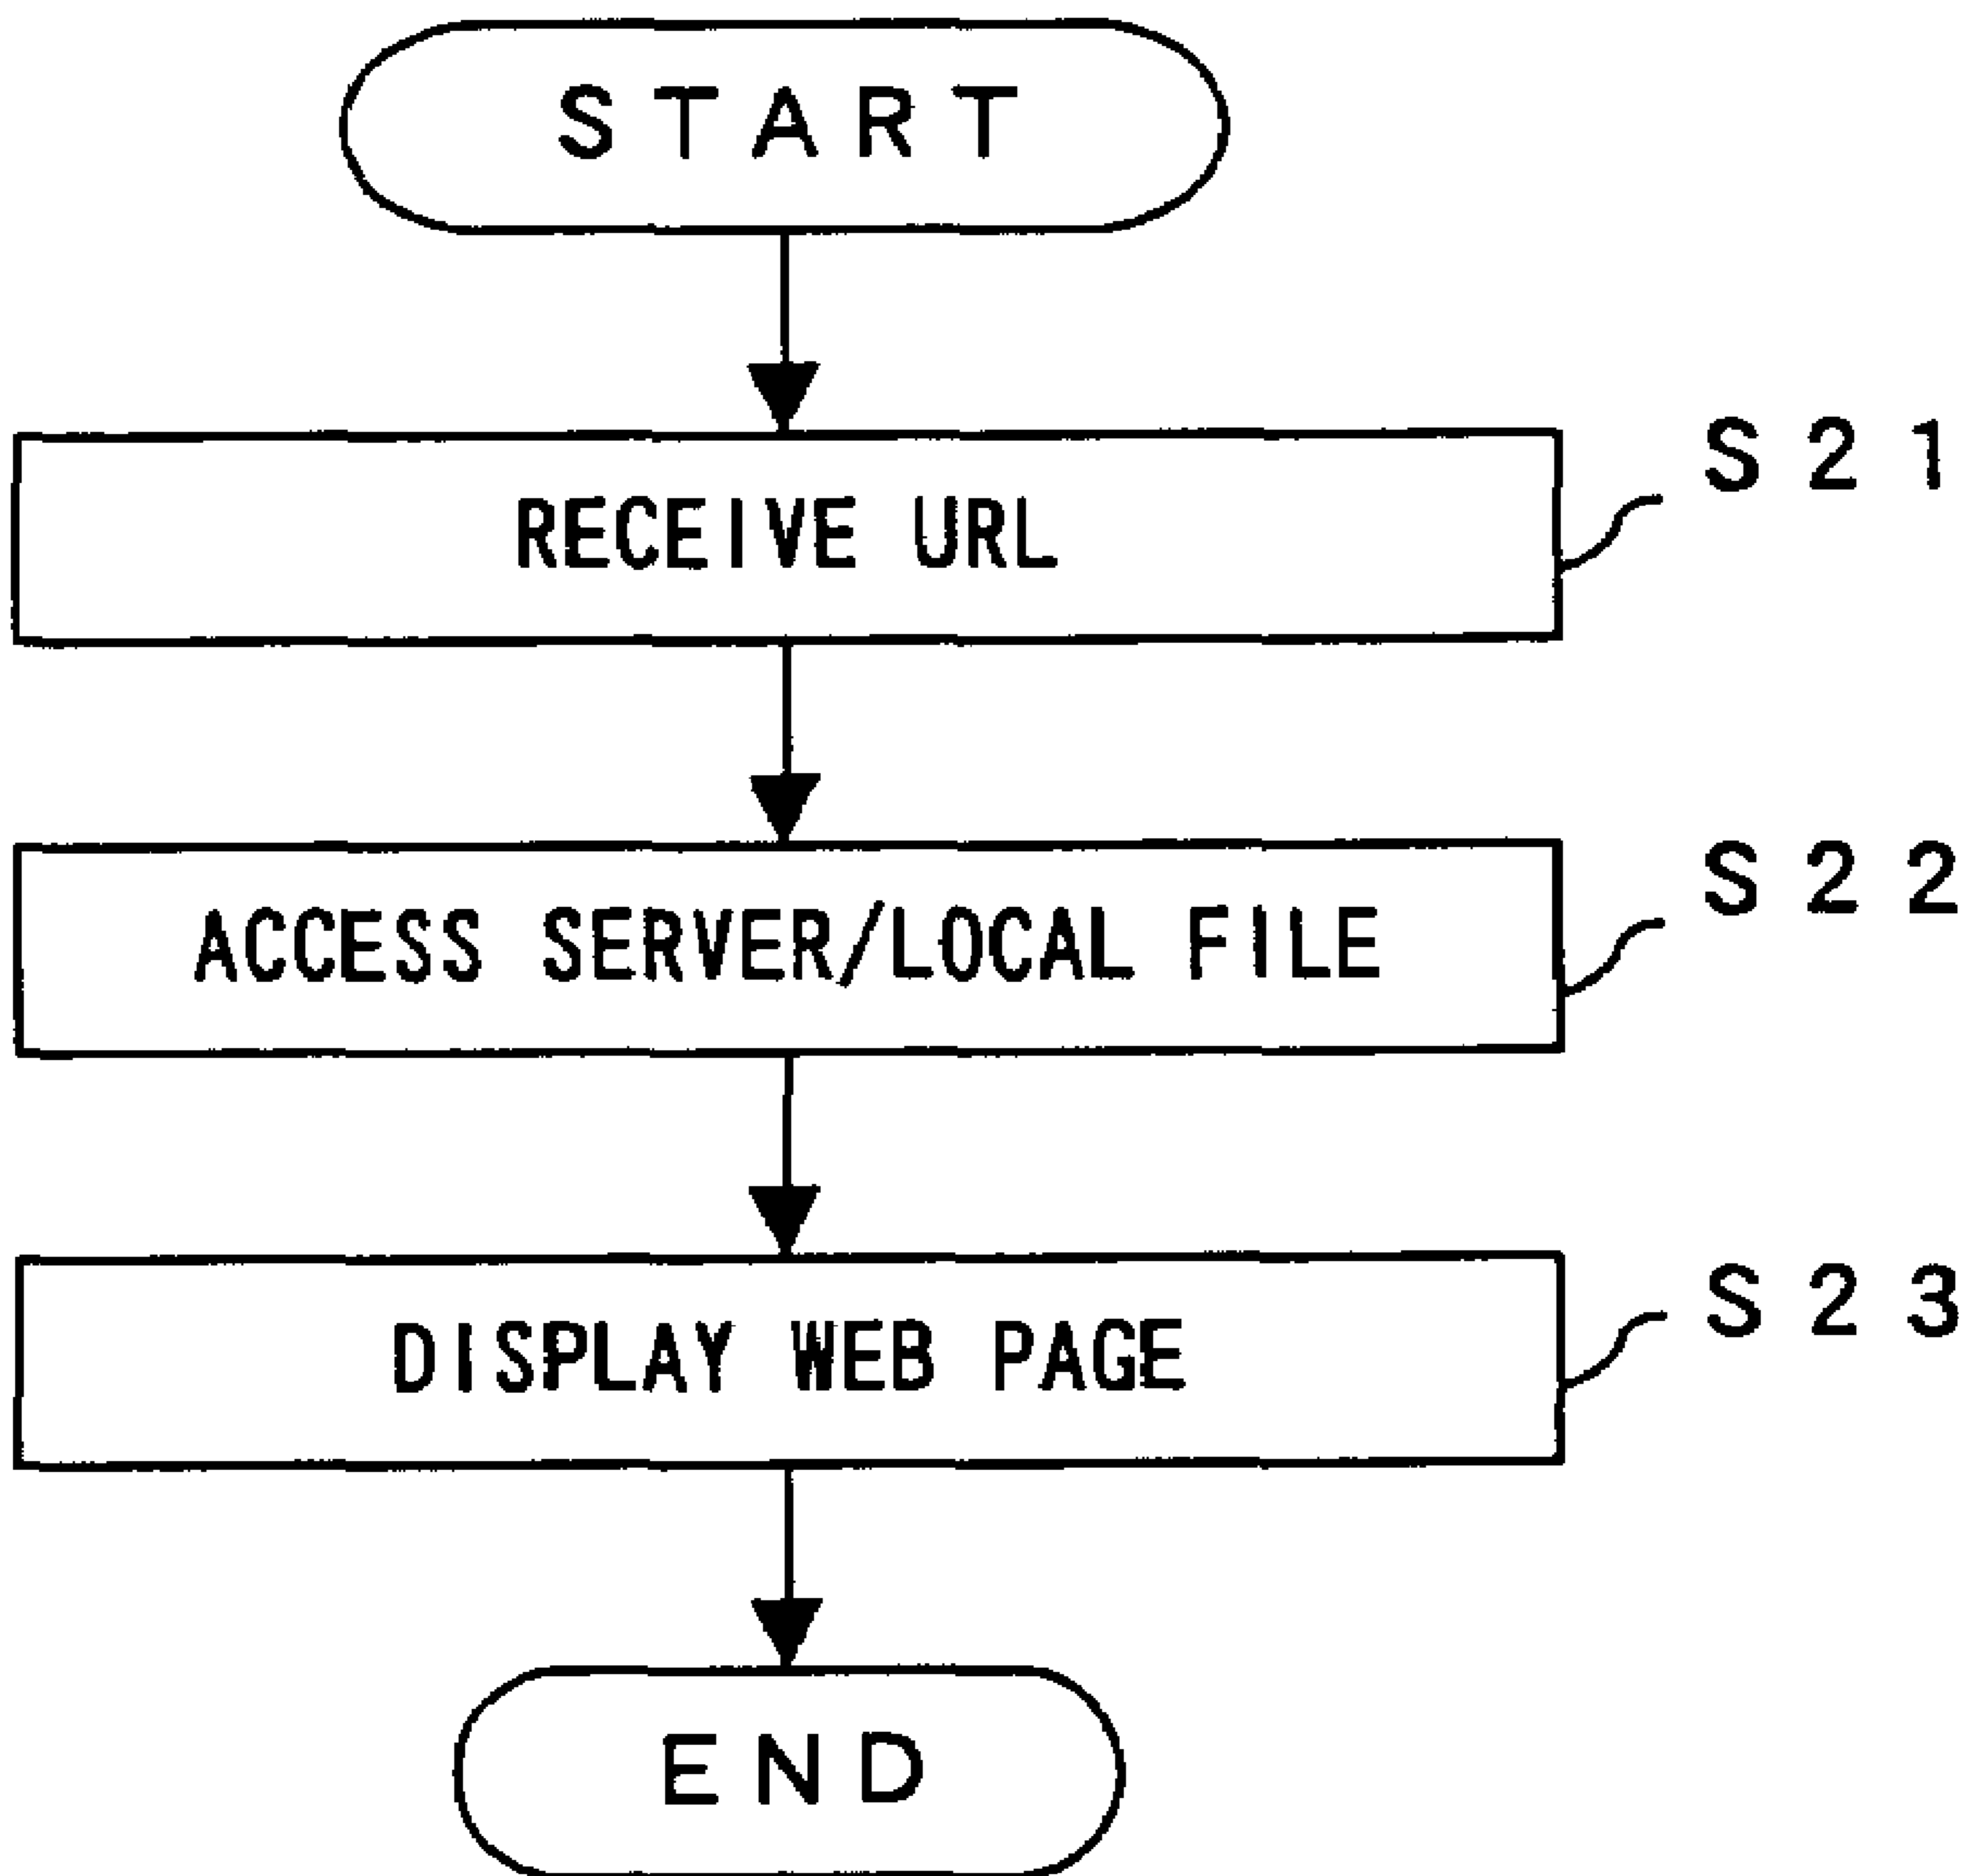 START
RECEIVE URL
S21
ACCESS SERVER/LOCAL FILE
S22
DISPLAY WEB PAGE
S23
END